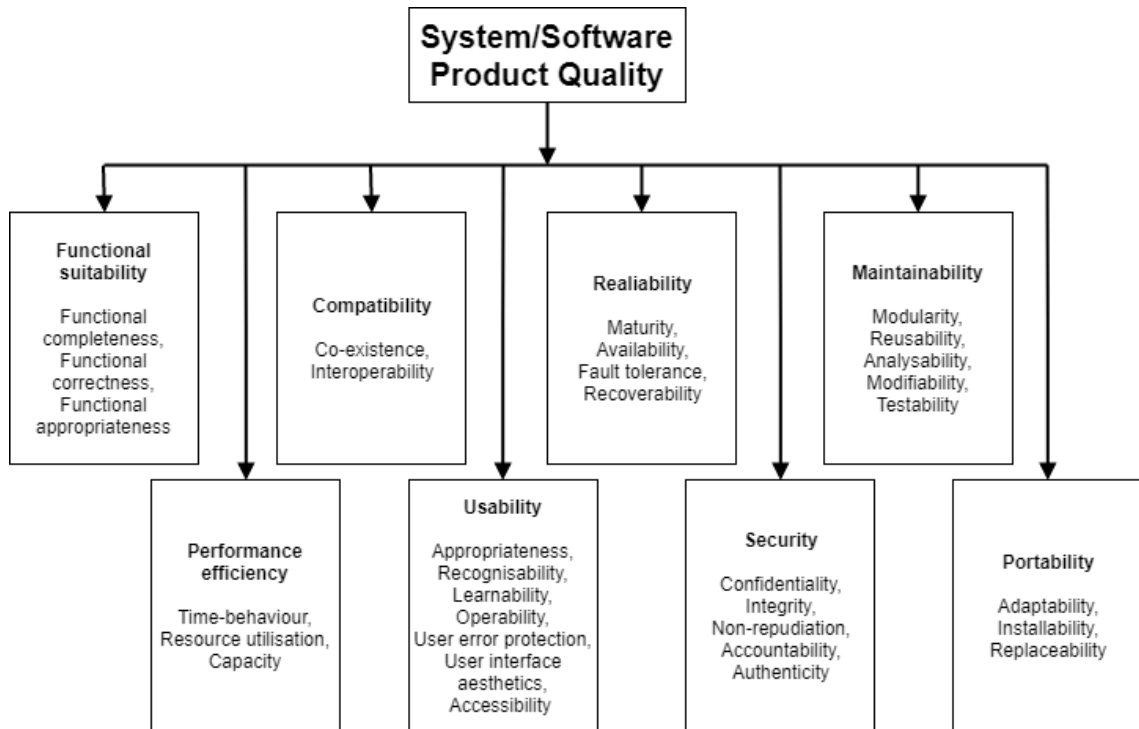 System/Software
Product Quality
Functional
suitability
Functional
completeness,
Functional
correctness,
Functional
appropriateness
Compatibility
Co-existence,
Interoperability
Realiability
Maturity,
Availability,
Fault tolerance,
Recoverability
Maintainability
Modularity,
Reusability,
Analysability,
Modifiability,
Testability
Performance
efficiency
Time-behaviour,
Resource utilisation,
Capacity
Usability
Appropriateness,
Recognisability,
Learnability,
Operability,
User error protection,
User interface
aesthetics,
Accessibility
Security
Confidentiality,
Integrity,
Non-repudiation,
Accountability,
Authenticity
Portability
Adaptability,
Installability,
Replaceability